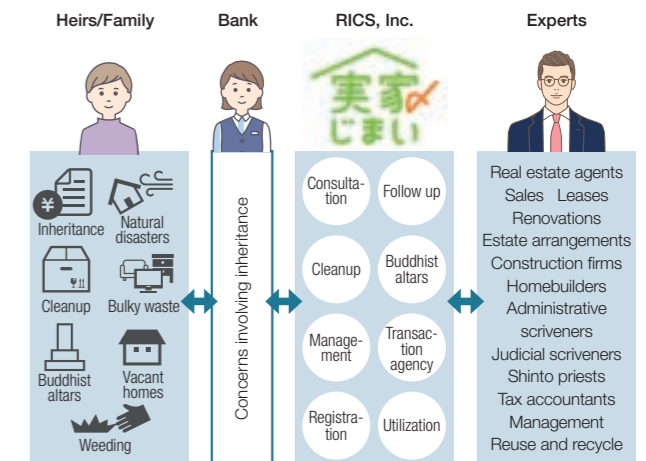 Heirs/Family
Bank
RICS, Inc.
Experts
実家〆
じまい
¥
Inheritance
Natural
disasters
Cleanup
Bulky waste
Buddhist
altars
Vacant
homes
Weeding
Concerns involving inheritance
Consulta-
tion
Follow up
Cleanup
Buddhist
altars
Manage-
ment
Transac-
tion
agency
Registra-
tion
Utilization
Real estate agents
Sales Leases
Renovations
Estate arrangements
Construction firms
Homebuilders
Administrative
scriveners
Judicial scriveners
Shinto priests
Tax accountants
Management
Reuse and recycle